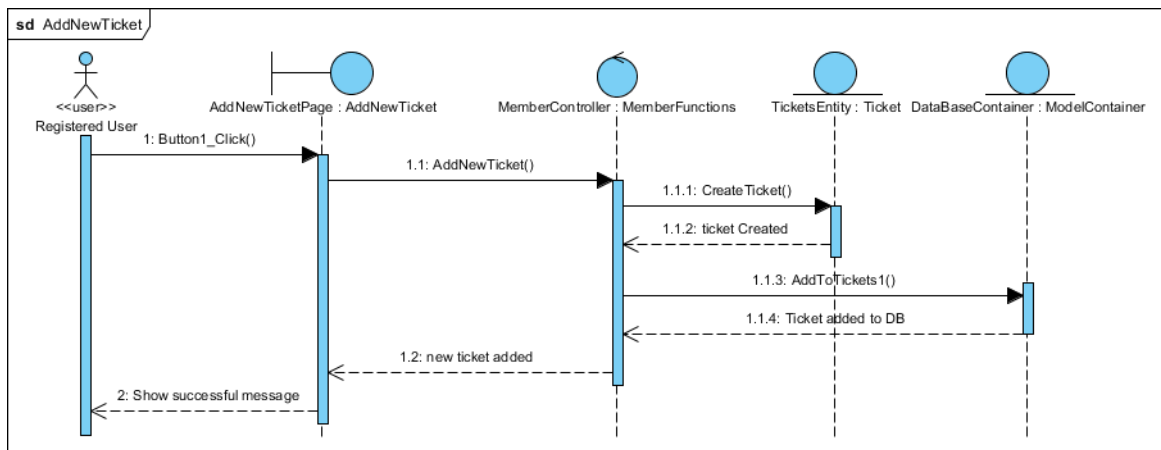 sd AddNewTicket
<<user>>
Registered User
AddNewTicketPage : AddNewTicket
MemberController : MemberFunctions
TicketsEntity : Ticket
DataBaseContainer : ModelContainer
1: Button1_Click()
1.1: AddNewTicket()
1.1.1: CreateTicket()
1.1.2: ticket Created
1.1.3: AddToTickets1()
1.1.4: Ticket added to DB
1.2: new ticket added
2: Show successful message